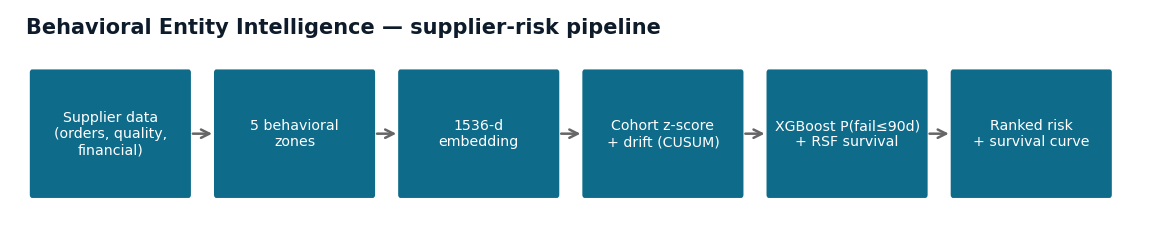 Behavioral Entity Intelligence — supplier-risk pipeline
Supplier data
(orders, quality,
financial)
5 behavioral
zones
1536-d
embedding
Cohort z-score
+ drift (CUSUM)
XGBoost P(fail≤90d)
+ RSF survival
Ranked risk
+ survival curve